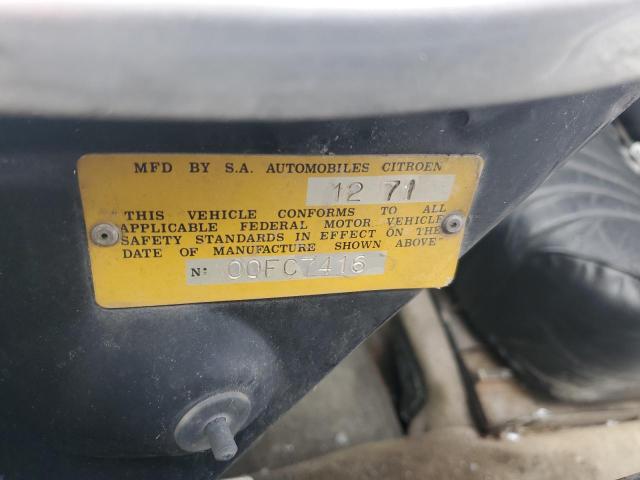 MFD BY S.A. AUTOMOBILES CITROEN
12 71
"THIS VEHICLE CONFORMS TO ALL
APPLICABLE FEDERAL MOTOR VEHICLE
SAFETY STANDARDS IN EFFECT ON THE
DATE OF MANUFACTURE SHOWN ABOVE"
N: 00FC7416